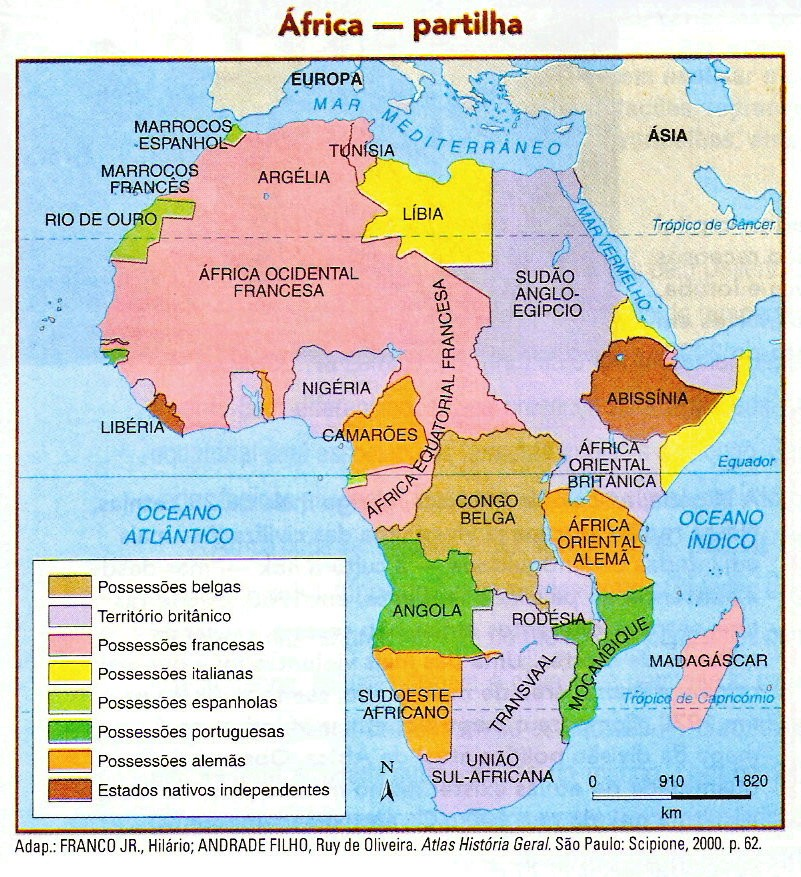 África — partilha
EUROPA
MAR MEDITERRÂNEO
ÁSIA
MARROCOS
ESPANHOL
TUNÍSIA
MARROCOS
FRANCÊS
ARGÉLIA
LÍBIA
RIO DE OURO
MAR VERMELHO
Trópico de Câncer
ÁFRICA OCIDENTAL
FRANCESA
SUDÃO
ANGLO-
EGÍPCIO
NIGÉRIA
ABISSÍNIA
LIBÉRIA
CAMARÕES
ÁFRICA EQUATORIAL FRANCESA
ÁFRICA
ORIENTAL
BRITÂNICA
Equador
OCEANO
ATLÂNTICO
CONGO
BELGA
ÁFRICA
ORIENTAL
ALEMÃ
OCEANO
ÍNDICO
ANGOLA
RODÉSIA
MOÇAMBIQUE
MADAGÁSCAR
SUDOESTE
AFRICANO
TRANSVAAL
Trópico de Capricórnio
UNIÃO
SUL-AFRICANA
Possessões belgas
Território britânico
Possessões francesas
Possessões italianas
Possessões espanholas
Possessões portuguesas
Possessões alemãs
Estados nativos independentes
N
0 910 1 820
km
Adap.: FRANCO JR., Hilário; ANDRADE FILHO, Ruy de Oliveira. Atlas História Geral. São Paulo: Scipione, 2000. p. 62.